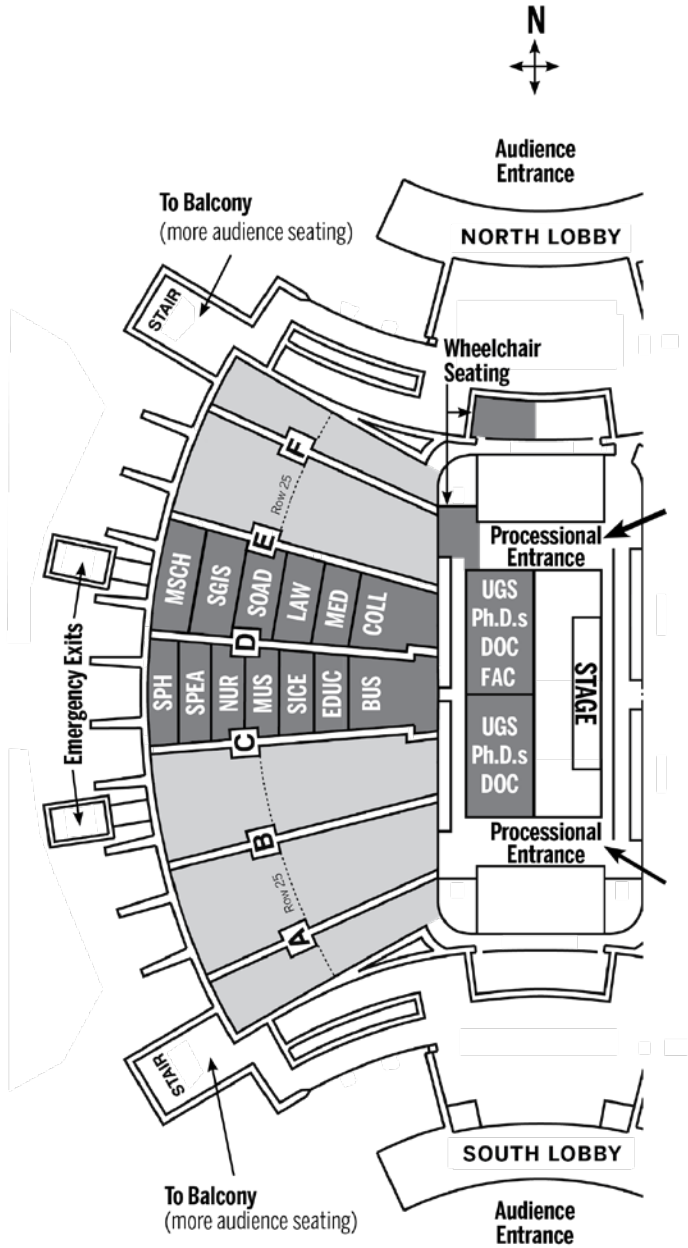 N
Audience
Entrance
To Balcony
(more audience seating)
NORTH LOBBY
STAIR
Wheelchair
Seating
F
Row 25
E
Processional
Entrance
MSCH
SGIS
SOAD
LAW
MED
COLL
UGS
Ph.D.s
DOC
FAC
D
STAGE
Emergency Exits
SPH
SPEA
NUR
MUS
SICE
EDUC
BUS
UGS
Ph.D.s
DOC
C
B
Processional
Entrance
Row 25
A
STAIR
SOUTH LOBBY
To Balcony
(more audience seating)
Audience
Entrance